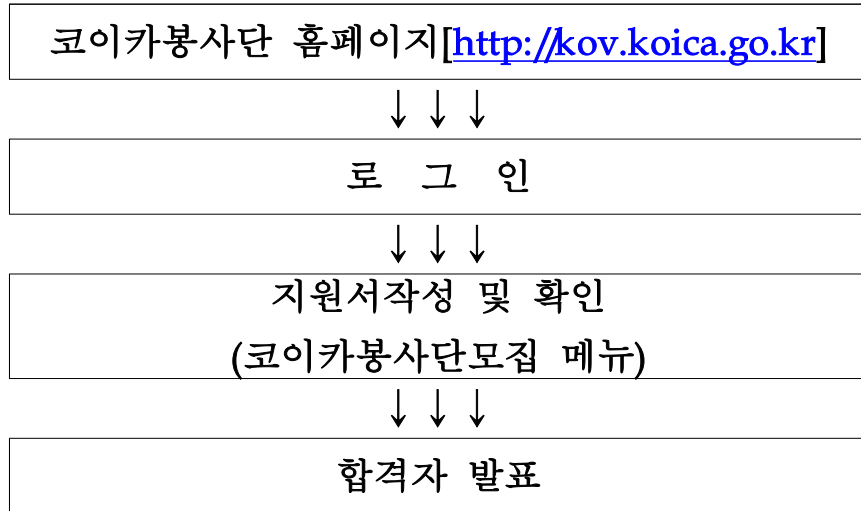 코이카봉사단 홈페이지[http://kov.koica.go.kr]
↓ ↓ ↓
로 그 인
↓ ↓ ↓
지원서작성 및 확인
(코이카봉사단모집 메뉴)
↓ ↓ ↓
합격자 발표